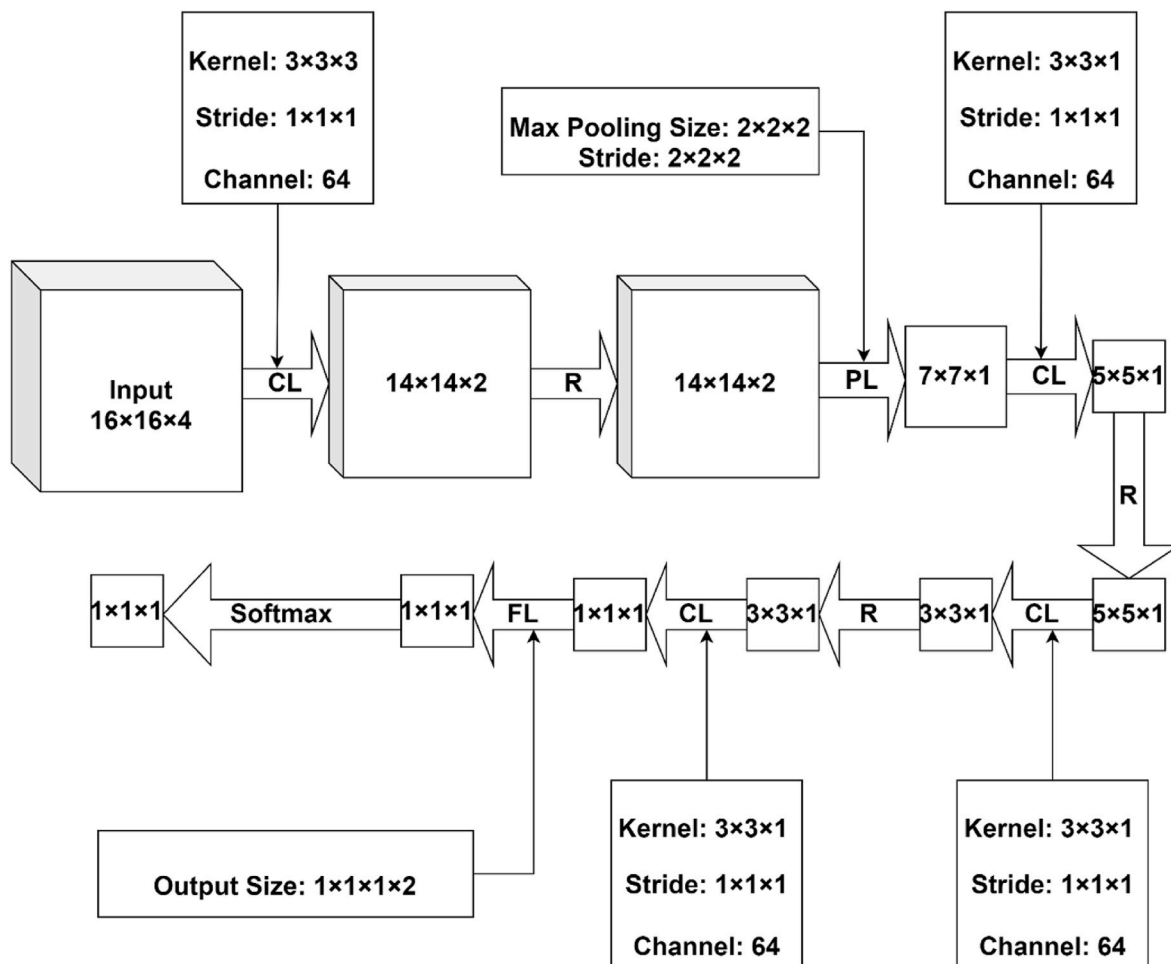 Kernel: 3×3×3
Stride: 1×1×1
Channel: 64
Max Pooling Size: 2×2×2
Stride: 2×2×2
Kernel: 3×3×1
Stride: 1×1×1
Channel: 64
Input
16×16×4
CL
14×14×2
R
14×14×2
PL
7×7×1
CL
5×5×1
R
5×5×1
CL
3×3×1
R
3×3×1
CL
1×1×1
FL
1×1×1
Softmax
1×1×1
Output Size: 1×1×1×2
Kernel: 3×3×1
Stride: 1×1×1
Channel: 64
Kernel: 3×3×1
Stride: 1×1×1
Channel: 64